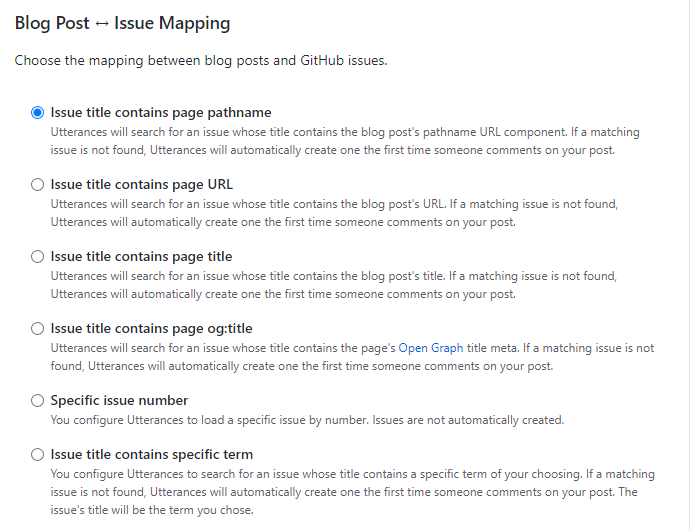 Blog Post ↔ Issue Mapping
Choose the mapping between blog posts and GitHub issues.
Issue title contains page pathname
Utterances will search for an issue whose title contains the blog post's pathname URL component. If a matching
issue is not found, Utterances will automatically create one the first time someone comments on your post.
Issue title contains page URL
Utterances will search for an issue whose title contains the blog post's URL. If a matching issue is not found,
Utterances will automatically create one the first time someone comments on your post.
Issue title contains page title
Utterances will search for an issue whose title contains the blog post's title. If a matching issue is not found,
Utterances will automatically create one the first time someone comments on your post.
Issue title contains page og:title
Utterances will search for an issue whose title contains the page's Open Graph title meta. If a matching issue is not
found, Utterances will automatically create one the first time someone comments on your post.
Specific issue number
You configure Utterances to load a specific issue by number. Issues are not automatically created.
Issue title contains specific term
You configure Utterances to search for an issue whose title contains a specific term of your choosing. If a matching
issue is not found, Utterances will automatically create one the first time someone comments on your post. The
issue's title will be the term you chose.